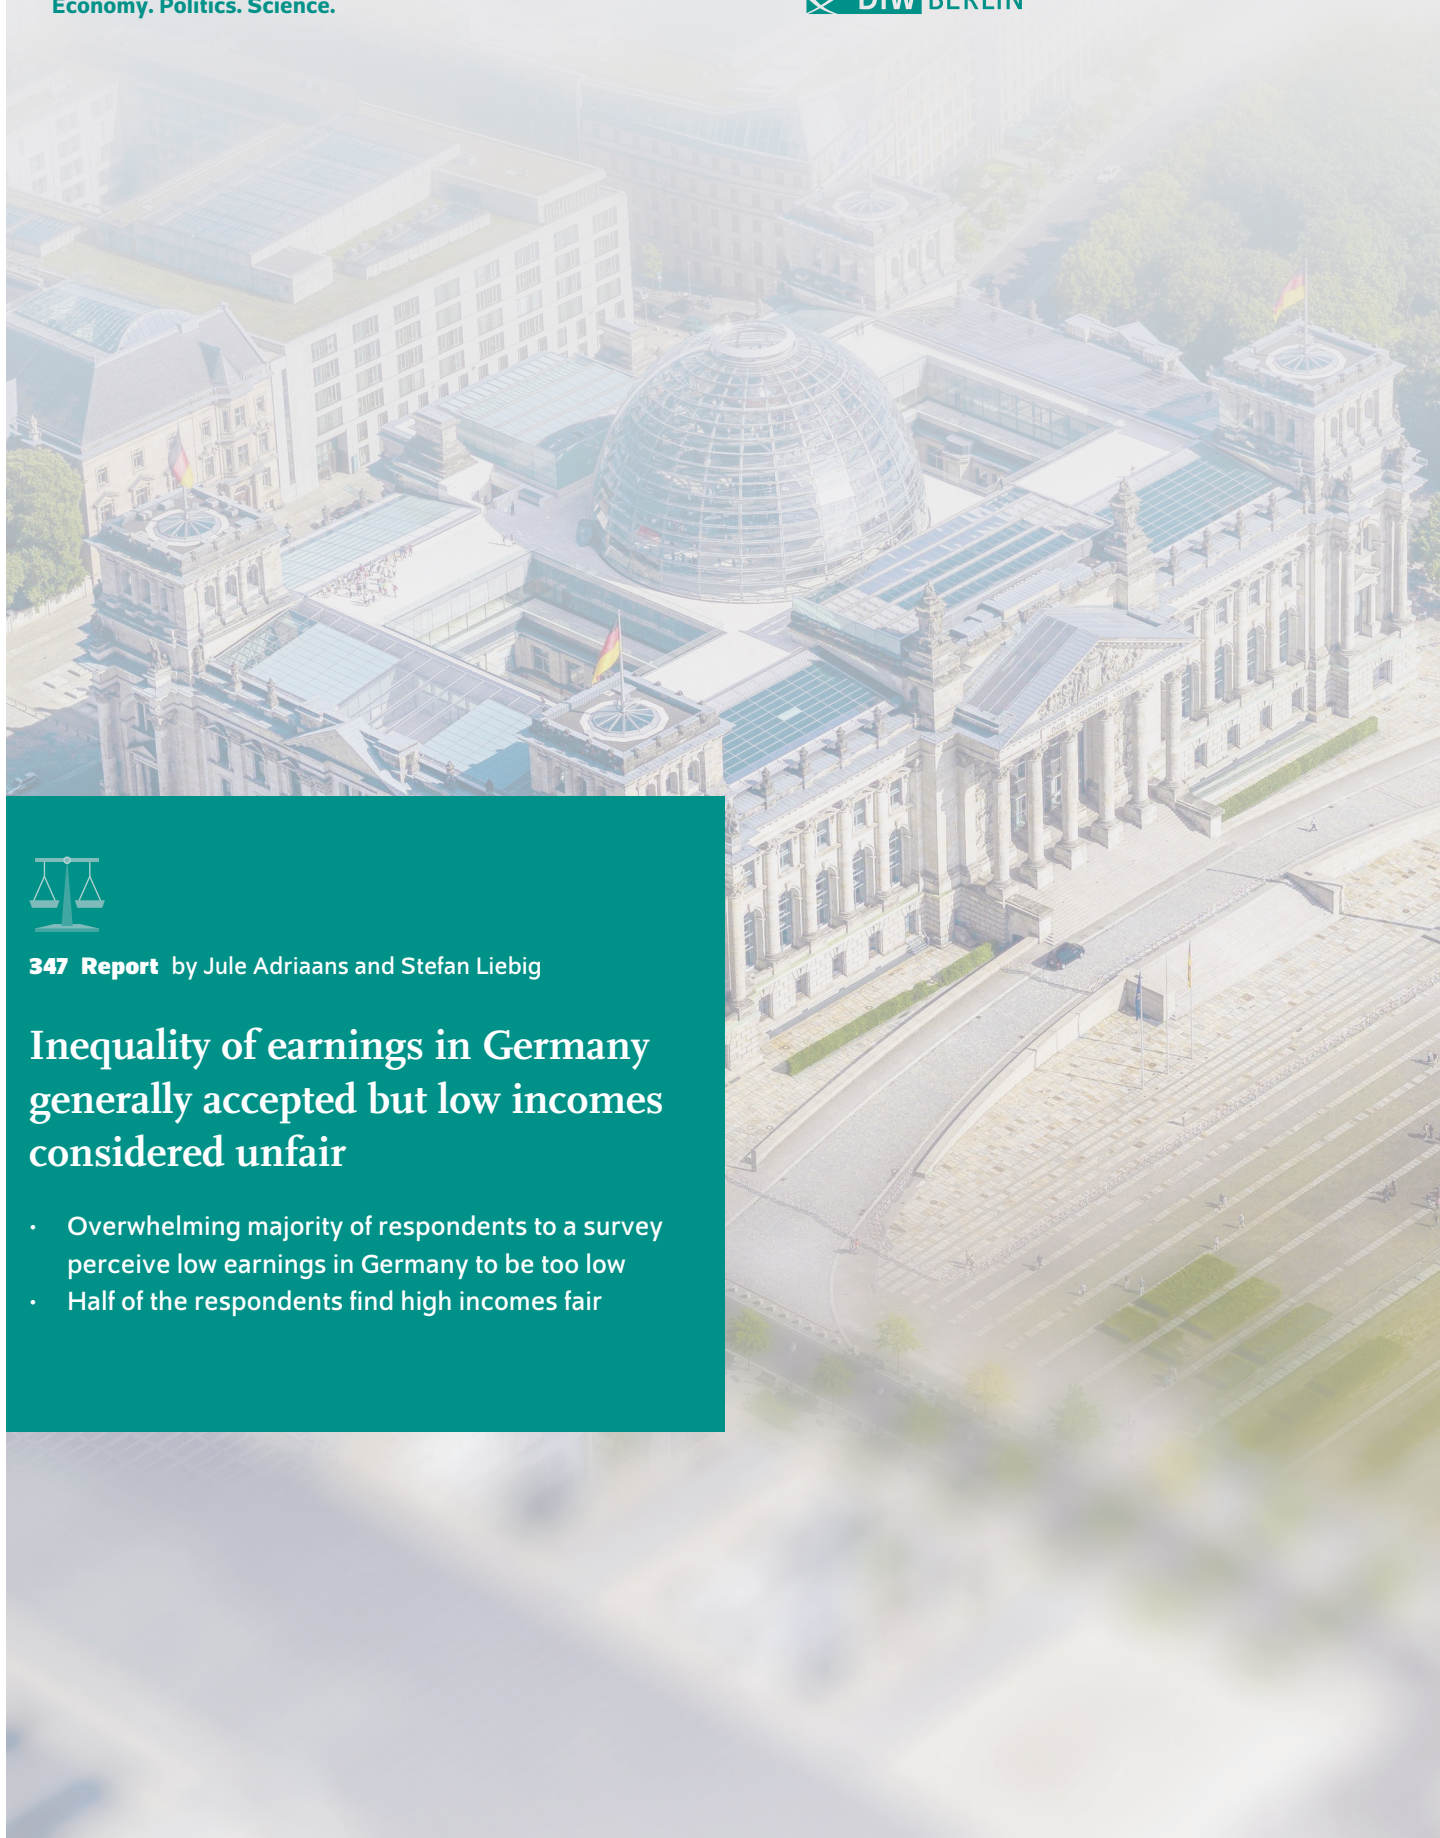 Economy. Politics. Science.
DIW BERLIN
347 Report by Jule Adriaans and Stefan Liebig
Inequality of earnings in Germany
generally accepted but low incomes
considered unfair
• Overwhelming majority of respondents to a survey
perceive low earnings in Germany to be too low
• Half of the respondents find high incomes fair